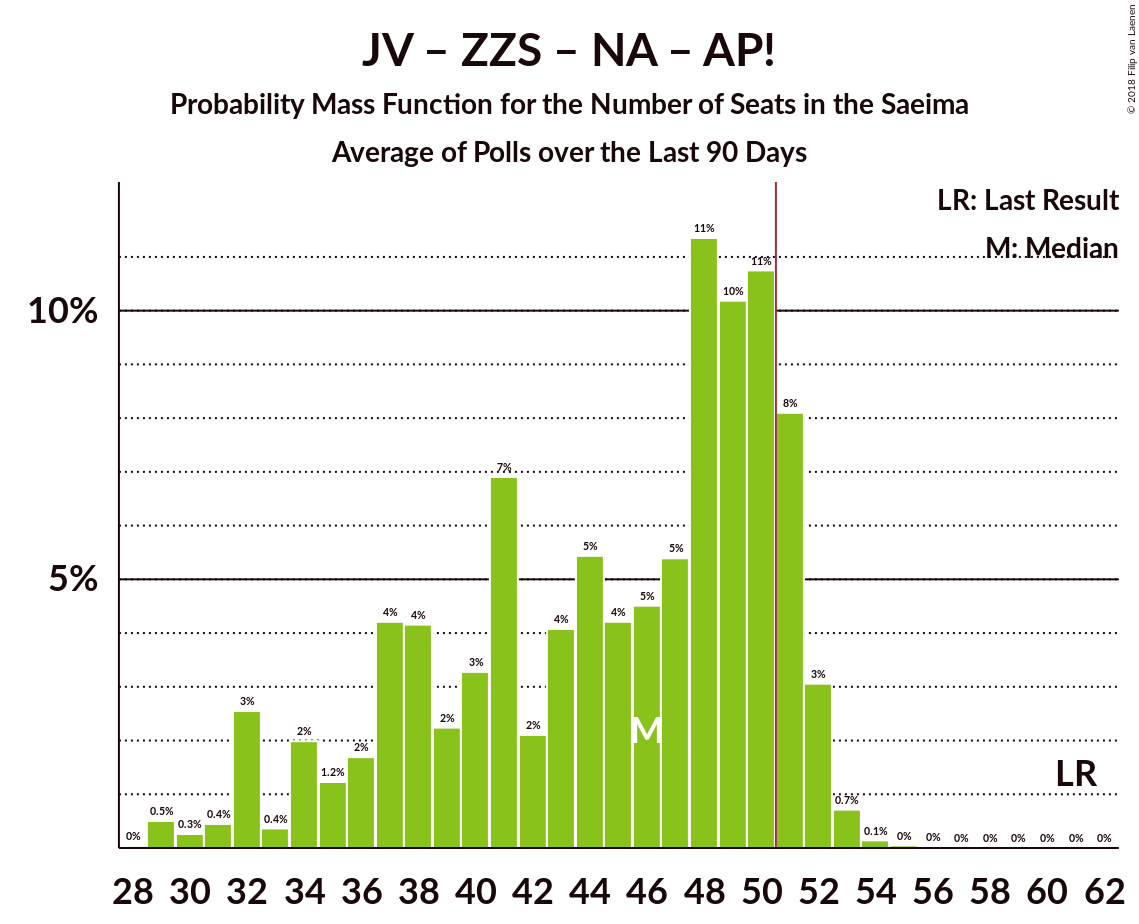 JV – ZZS – NA – AP!
Probability Mass Function for the Number of Seats in the Saeima
Average of Polls over the Last 90 Days
© 2018 Filip van Laenen
LR: Last Result
M: Median
10%
5%
0% 0.5% 0.3% 0.4% 3% 0.4% 2% 1.2% 2% 4% 4% 2% 3% 7% 2% 4% 5% 4% 5% 5% 11% 10% 11% 8% 3% 0.7% 0.1% 0% 0% 0% 0% 0% 0% 0% 0%
M
LR
28 30 32 34 36 38 40 42 44 46 48 50 52 54 56 58 60 62